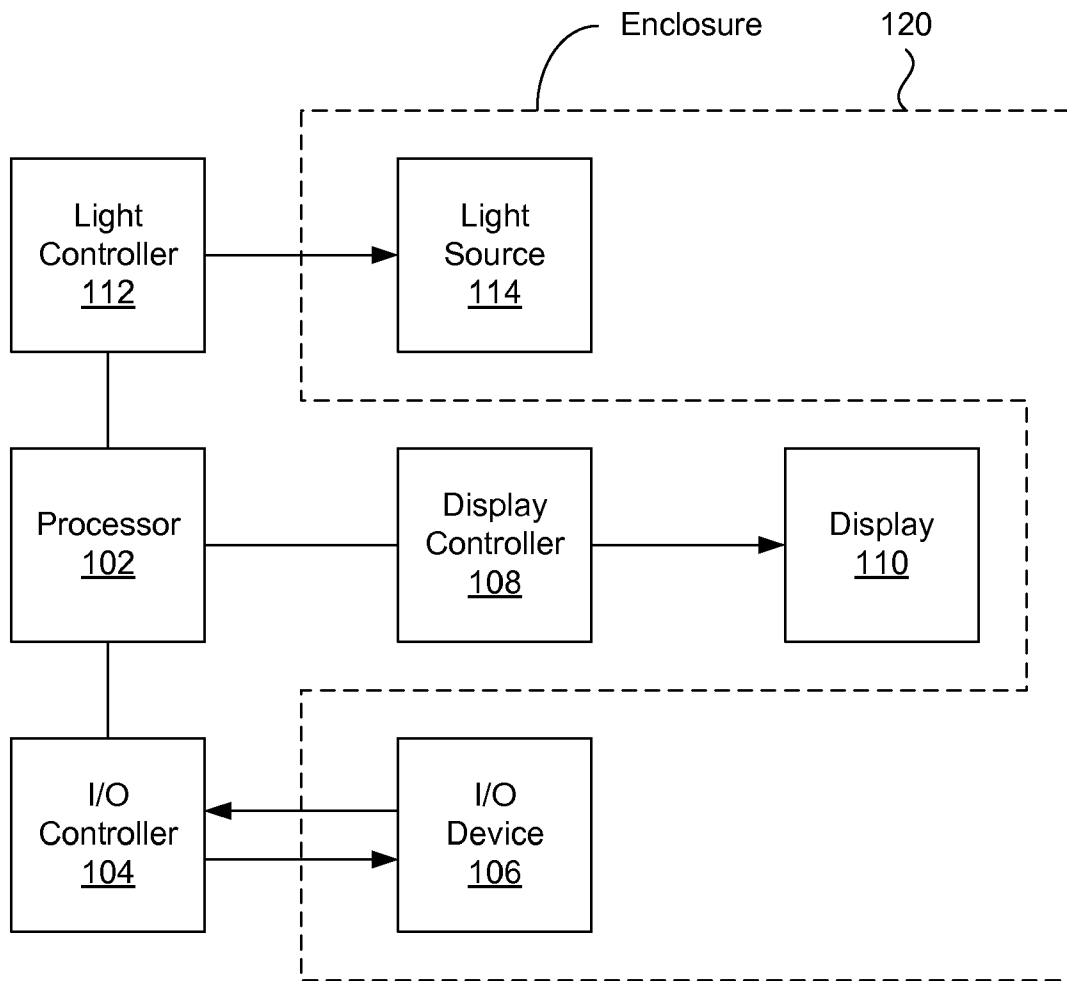 Enclosure
120
Light
Controller
112
Light
Source
114
Processor
102
Display
Controller
108
Display
110
I/O
Controller
104
I/O
Device
106